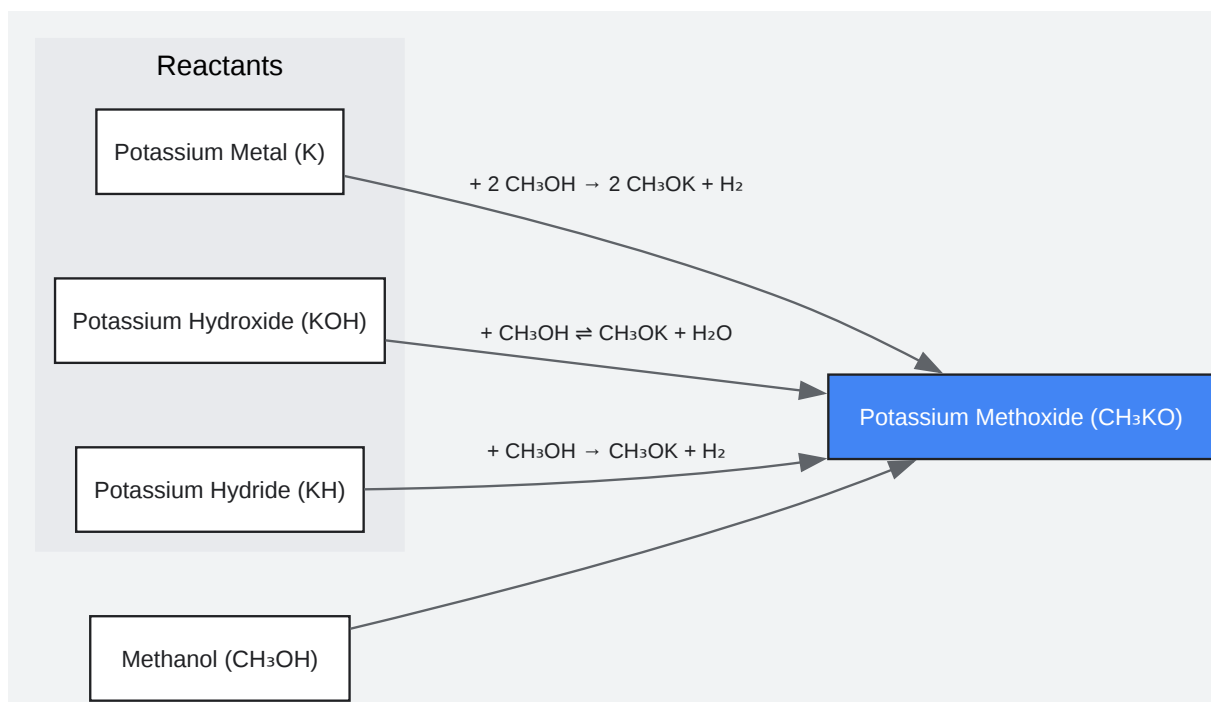 Reactants
Potassium Metal (K)
+ 2 CH₃OH → 2 CH₃OK + H₂
Potassium Hydroxide (KOH)
+ CH₃OH ⇌ CH₃OK + H₂O
Potassium Methoxide (CH₃KO)
+ CH₃OH → CH₃OK + H₂
Potassium Hydride (KH)
Methanol (CH₃OH)